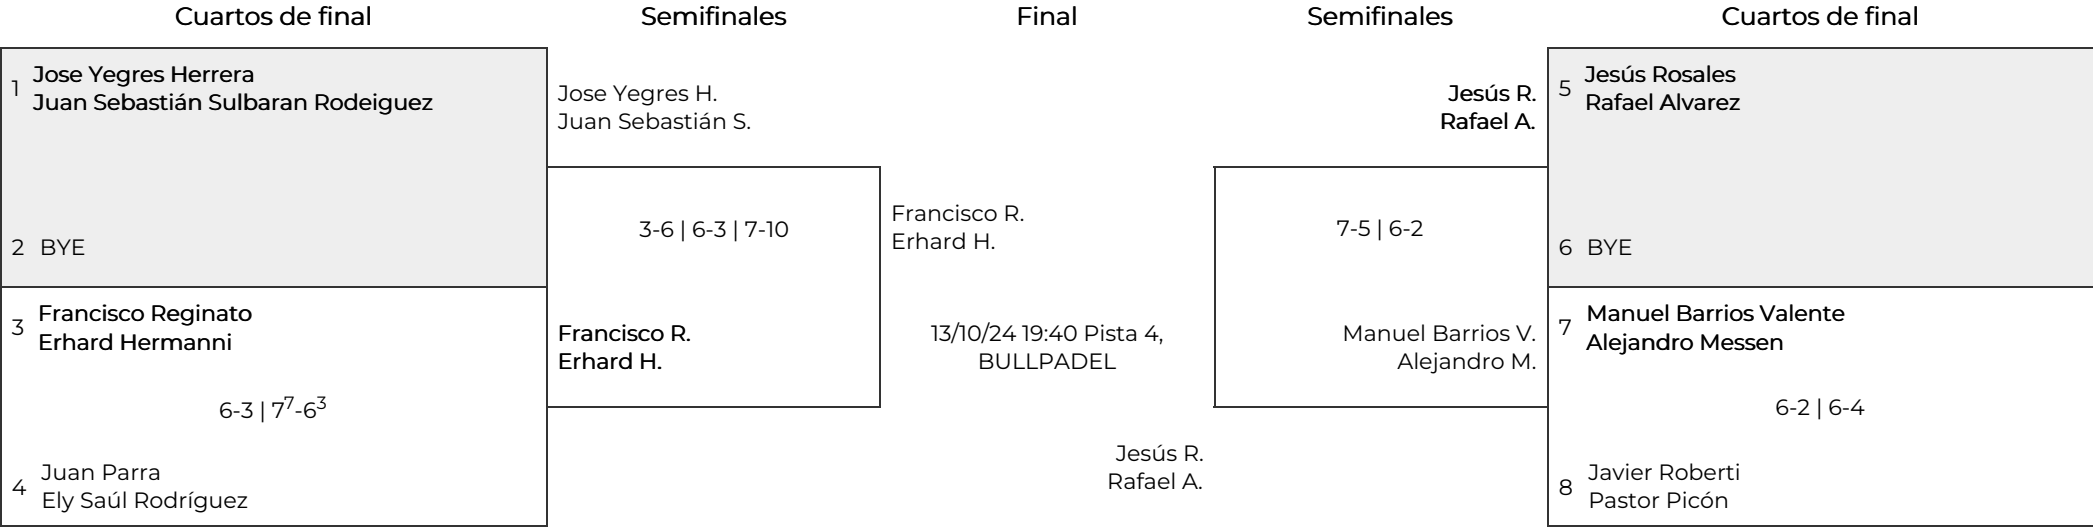 Cuartos de final
Semifinales
Final
Semifinales
Cuartos de final
1
Jose Yegres Herrera
Juan Sebastián Sulbaran Rodeiguez
2 BYE
3
Francisco Reginato
Erhard Hermanni
6-3 | 7⁷-6³
4
Juan Parra
Ely Saúl Rodríguez
Jose Yegres H.
Juan Sebastián S.
3-6 | 6-3 | 7-10
Francisco R.
Erhard H.
Francisco R.
Erhard H.
13/10/24 19:40 Pista 4,
BULLPADEL
Jesús R.
Rafael A.
Jesús R.
Rafael A.
7-5 | 6-2
Manuel Barrios V.
Alejandro M.
5
Jesús Rosales
Rafael Alvarez
6 BYE
7
Manuel Barrios Valente
Alejandro Messen
6-2 | 6-4
8
Javier Roberti
Pastor Picón